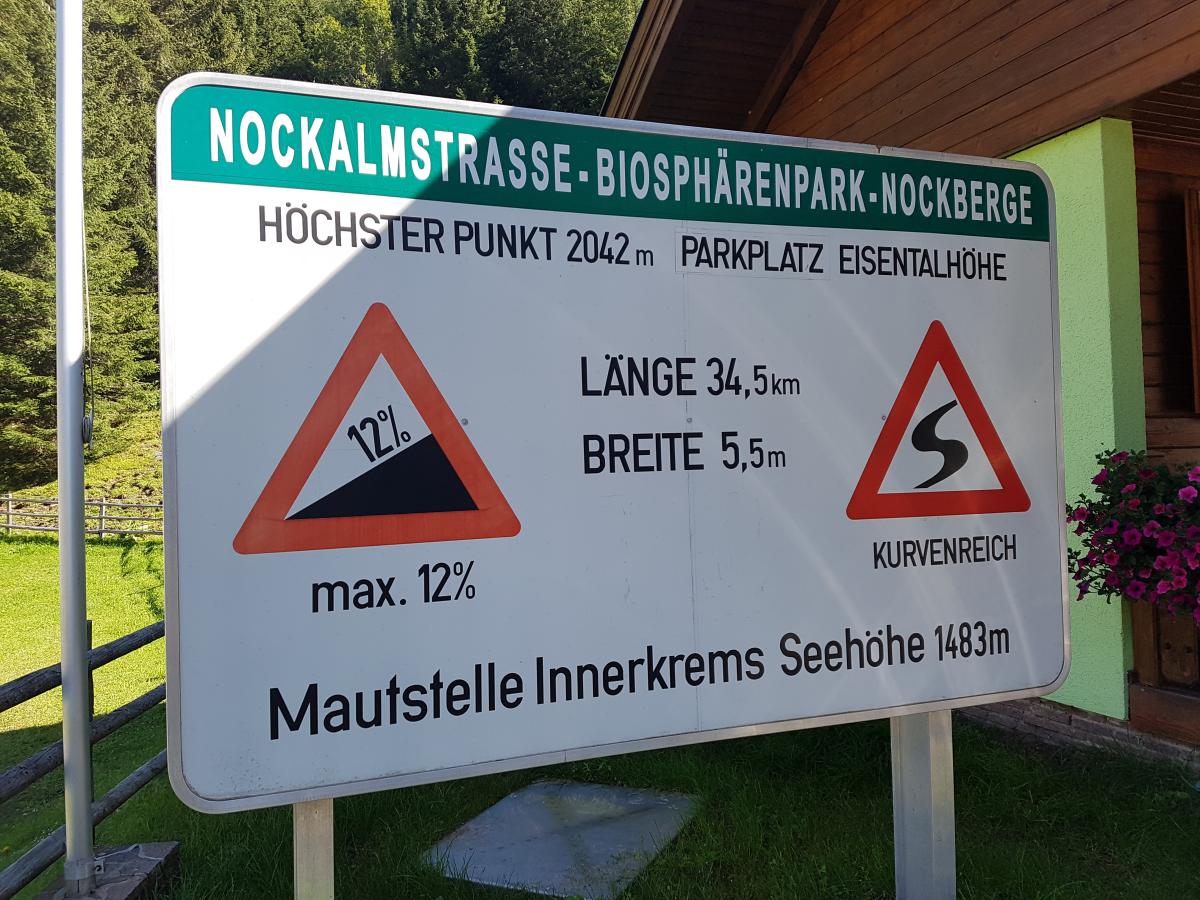 NOCKALMSTRASSE-BIOSPHÄRENPARK-NOCKBERGE
HÖCHSTER PUNKT 2042 m PARKPLATZ EISENTALHÖHE
12%
LÄNGE 34,5 km
BREITE 5,5 m
KURVENREICH
max. 12%
Mautstelle Innerkrems Seehöhe 1483m